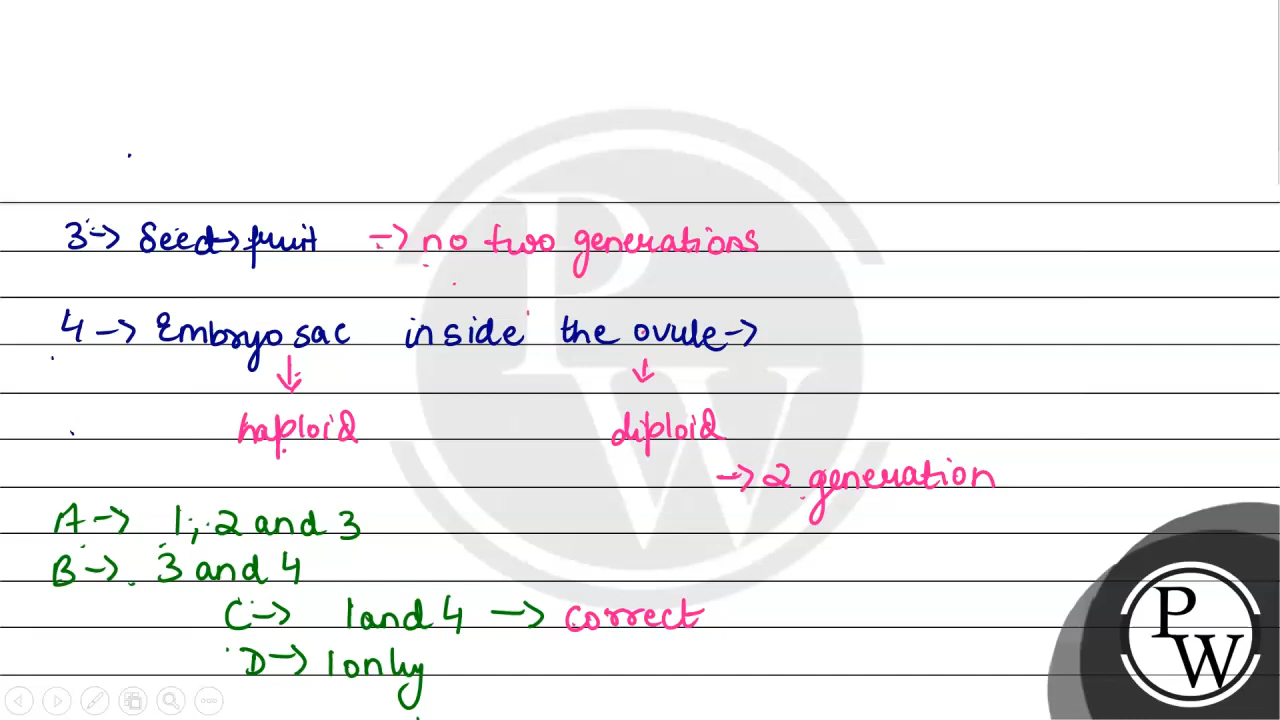 3→ Seed→fruit → no two generations
4→ Embryo sac inside the ovule→
↓ ↓
haploid diploid
→ 2 generation
A→ 1, 2 and 3
B→ 3 and 4
C→ 1 and 4 → correct
D→ 1 only
P
W
P
W